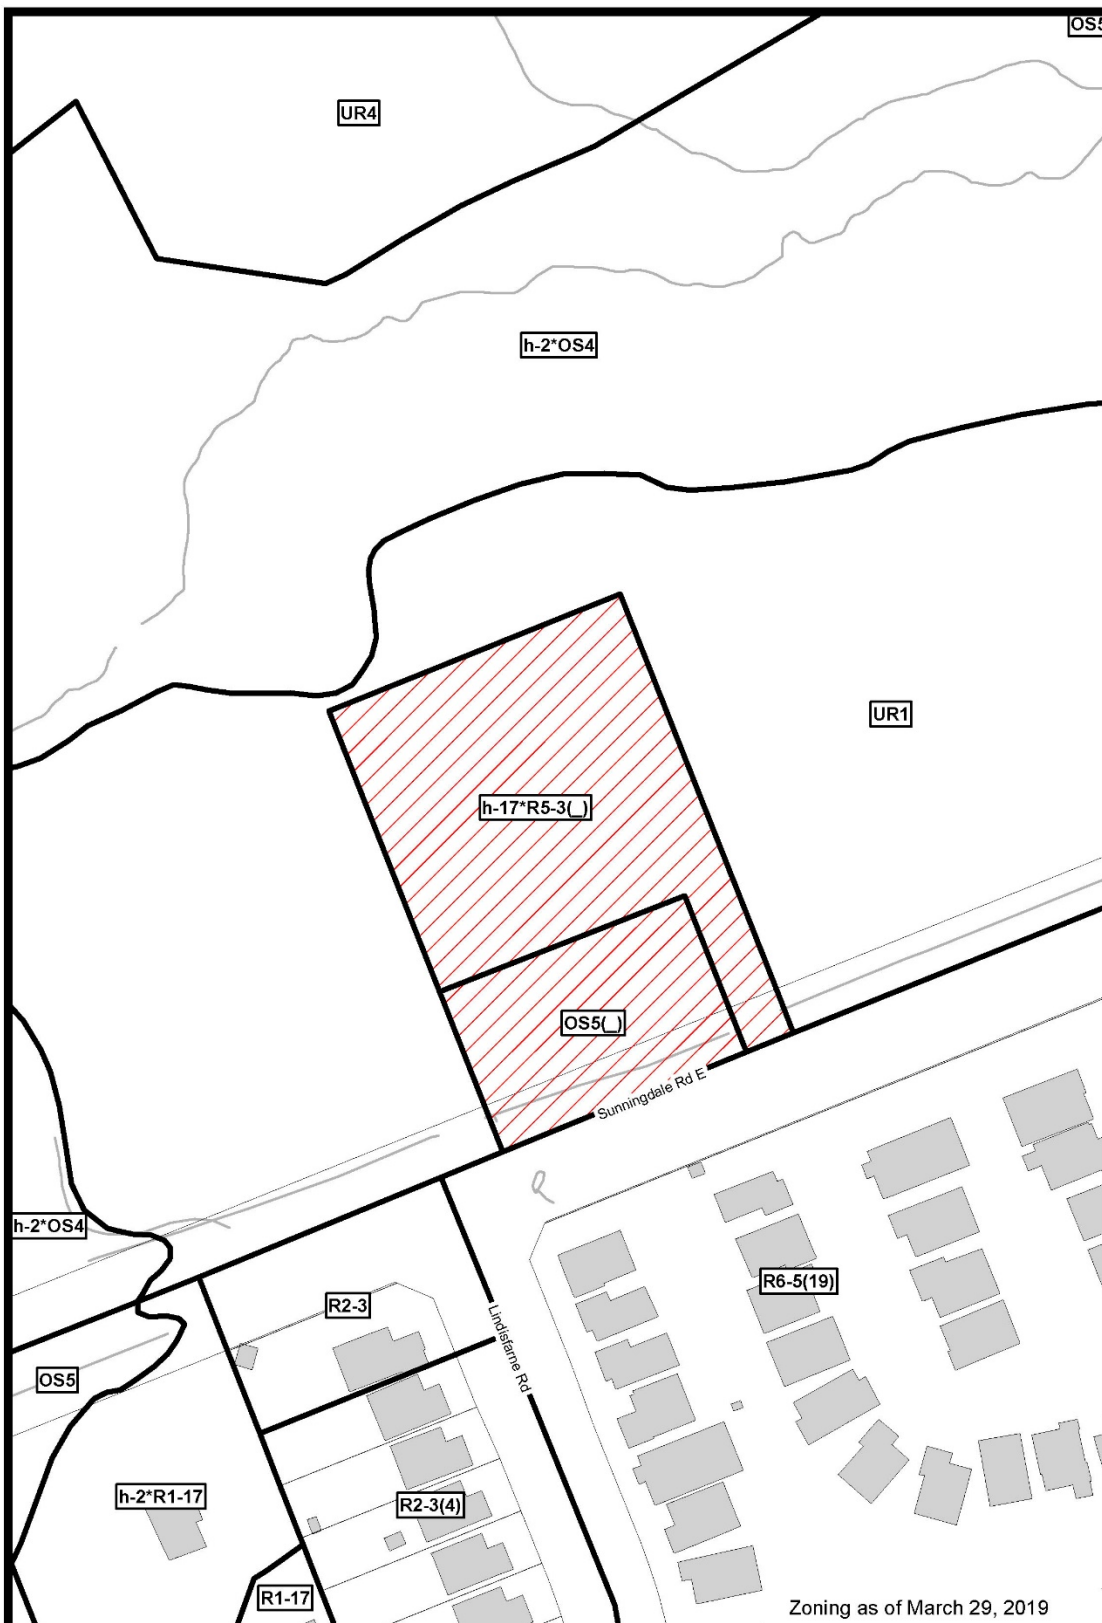 OS5
UR4
h-2*OS4
UR1
h-17*R5-3(_)
OS5(_)
Sunningdale Rd E
h-2*OS4
R6-5(19)
R2-3
Lindisfarne Rd
OS5
h-2*R1-17
R2-3(4)
R1-17
Zoning as of March 29, 2019